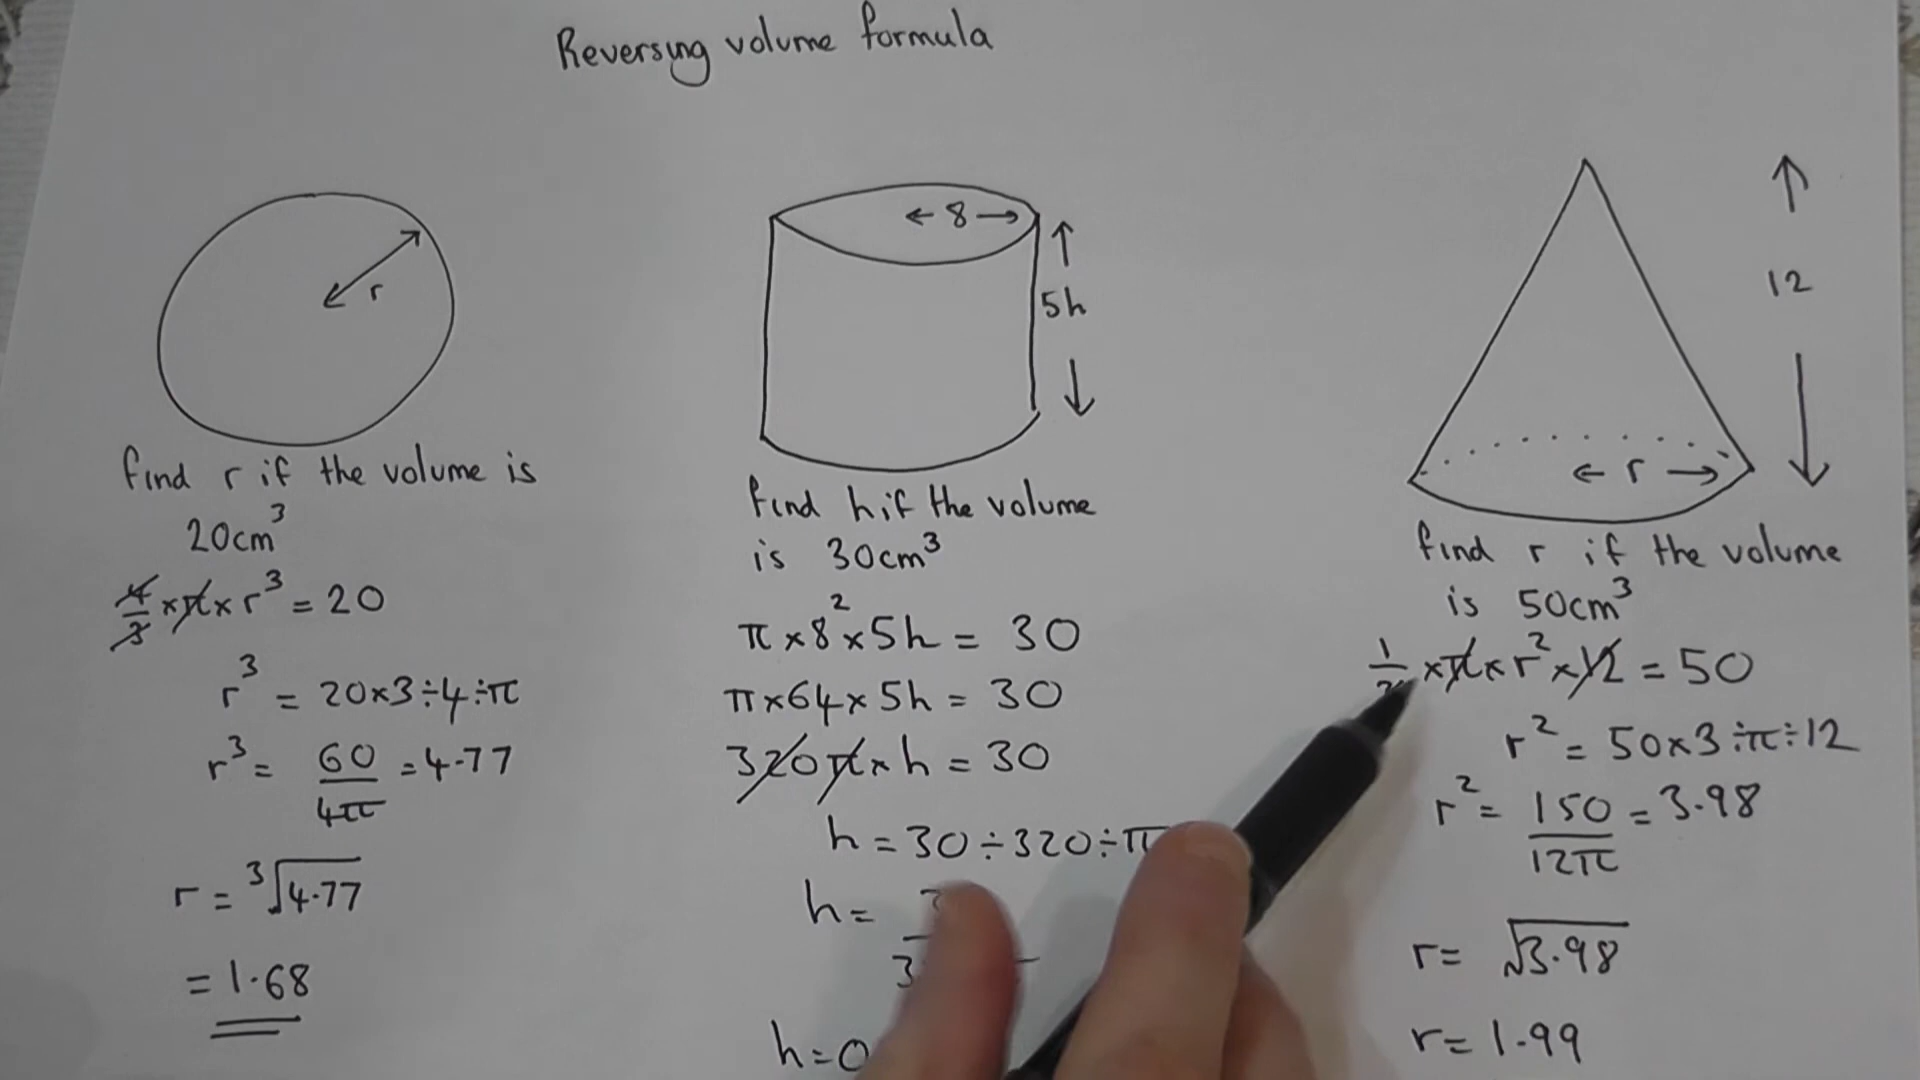 Reversing volume formula
r
find r if the volume is
20cm³
4/3 × π × r³ = 20
r³ = 20×3÷4÷π
r³ = 60/4π = 4.77
r = ³√4.77
= 1.68
← 8 →
5h
find h if the volume
is 30cm³
π × 8² × 5h = 30
π × 64 × 5h = 30
320π × h = 30
h = 30÷320÷π
h =
h = 0
12
← r →
find r if the volume
is 50cm³
1/3 × π × r² × 12 = 50
r² = 50×3÷π÷12
r² = 150/12π = 3.98
r = √3.98
r = 1.99